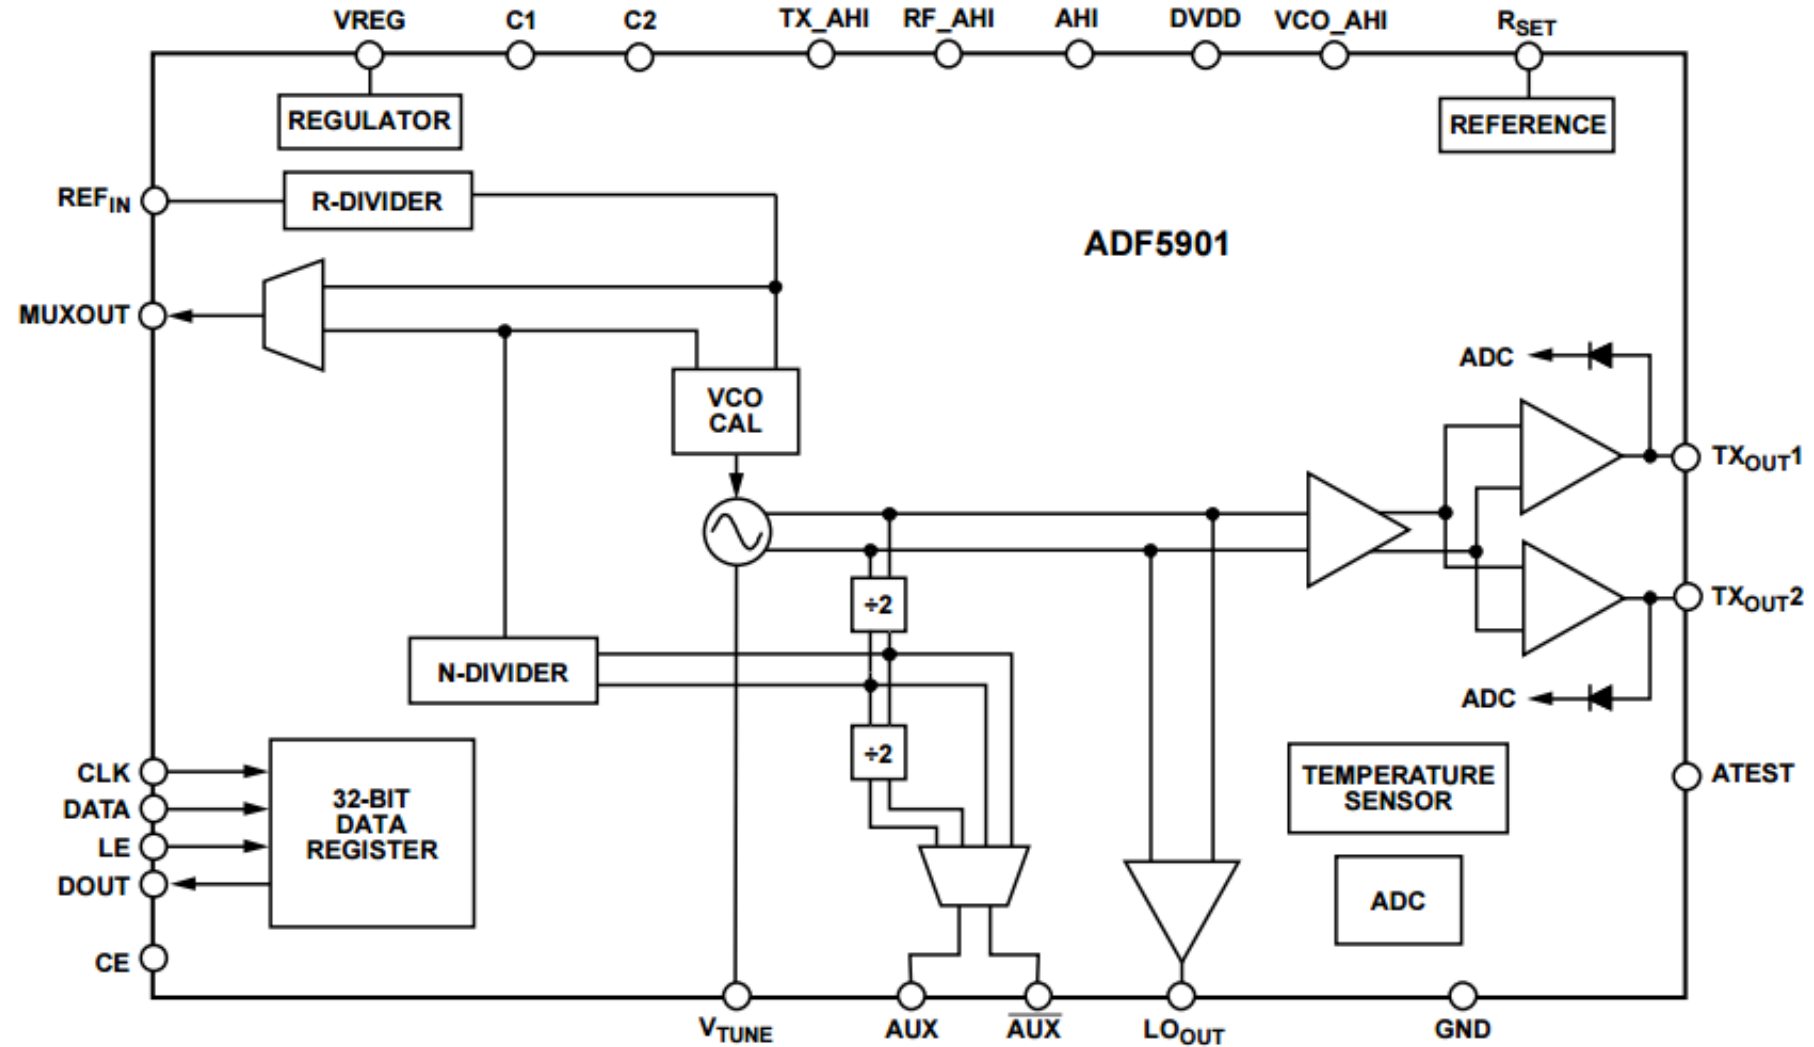 VREG C1 C2 TX_AHI RF_AHI AHI DVDD VCO_AHI RSET
REGULATOR
REFERENCE
REFIN
R-DIVIDER
ADF5901
MUXOUT
ADC
VCO
CAL
TXOUT1
÷2
TXOUT2
N-DIVIDER
ADC
÷2
CLK
DATA
LE
DOUT
32-BIT
DATA
REGISTER
TEMPERATURE
SENSOR
ATEST
ADC
CE
VTUNE AUX A̅U̅X̅ LOOUT GND